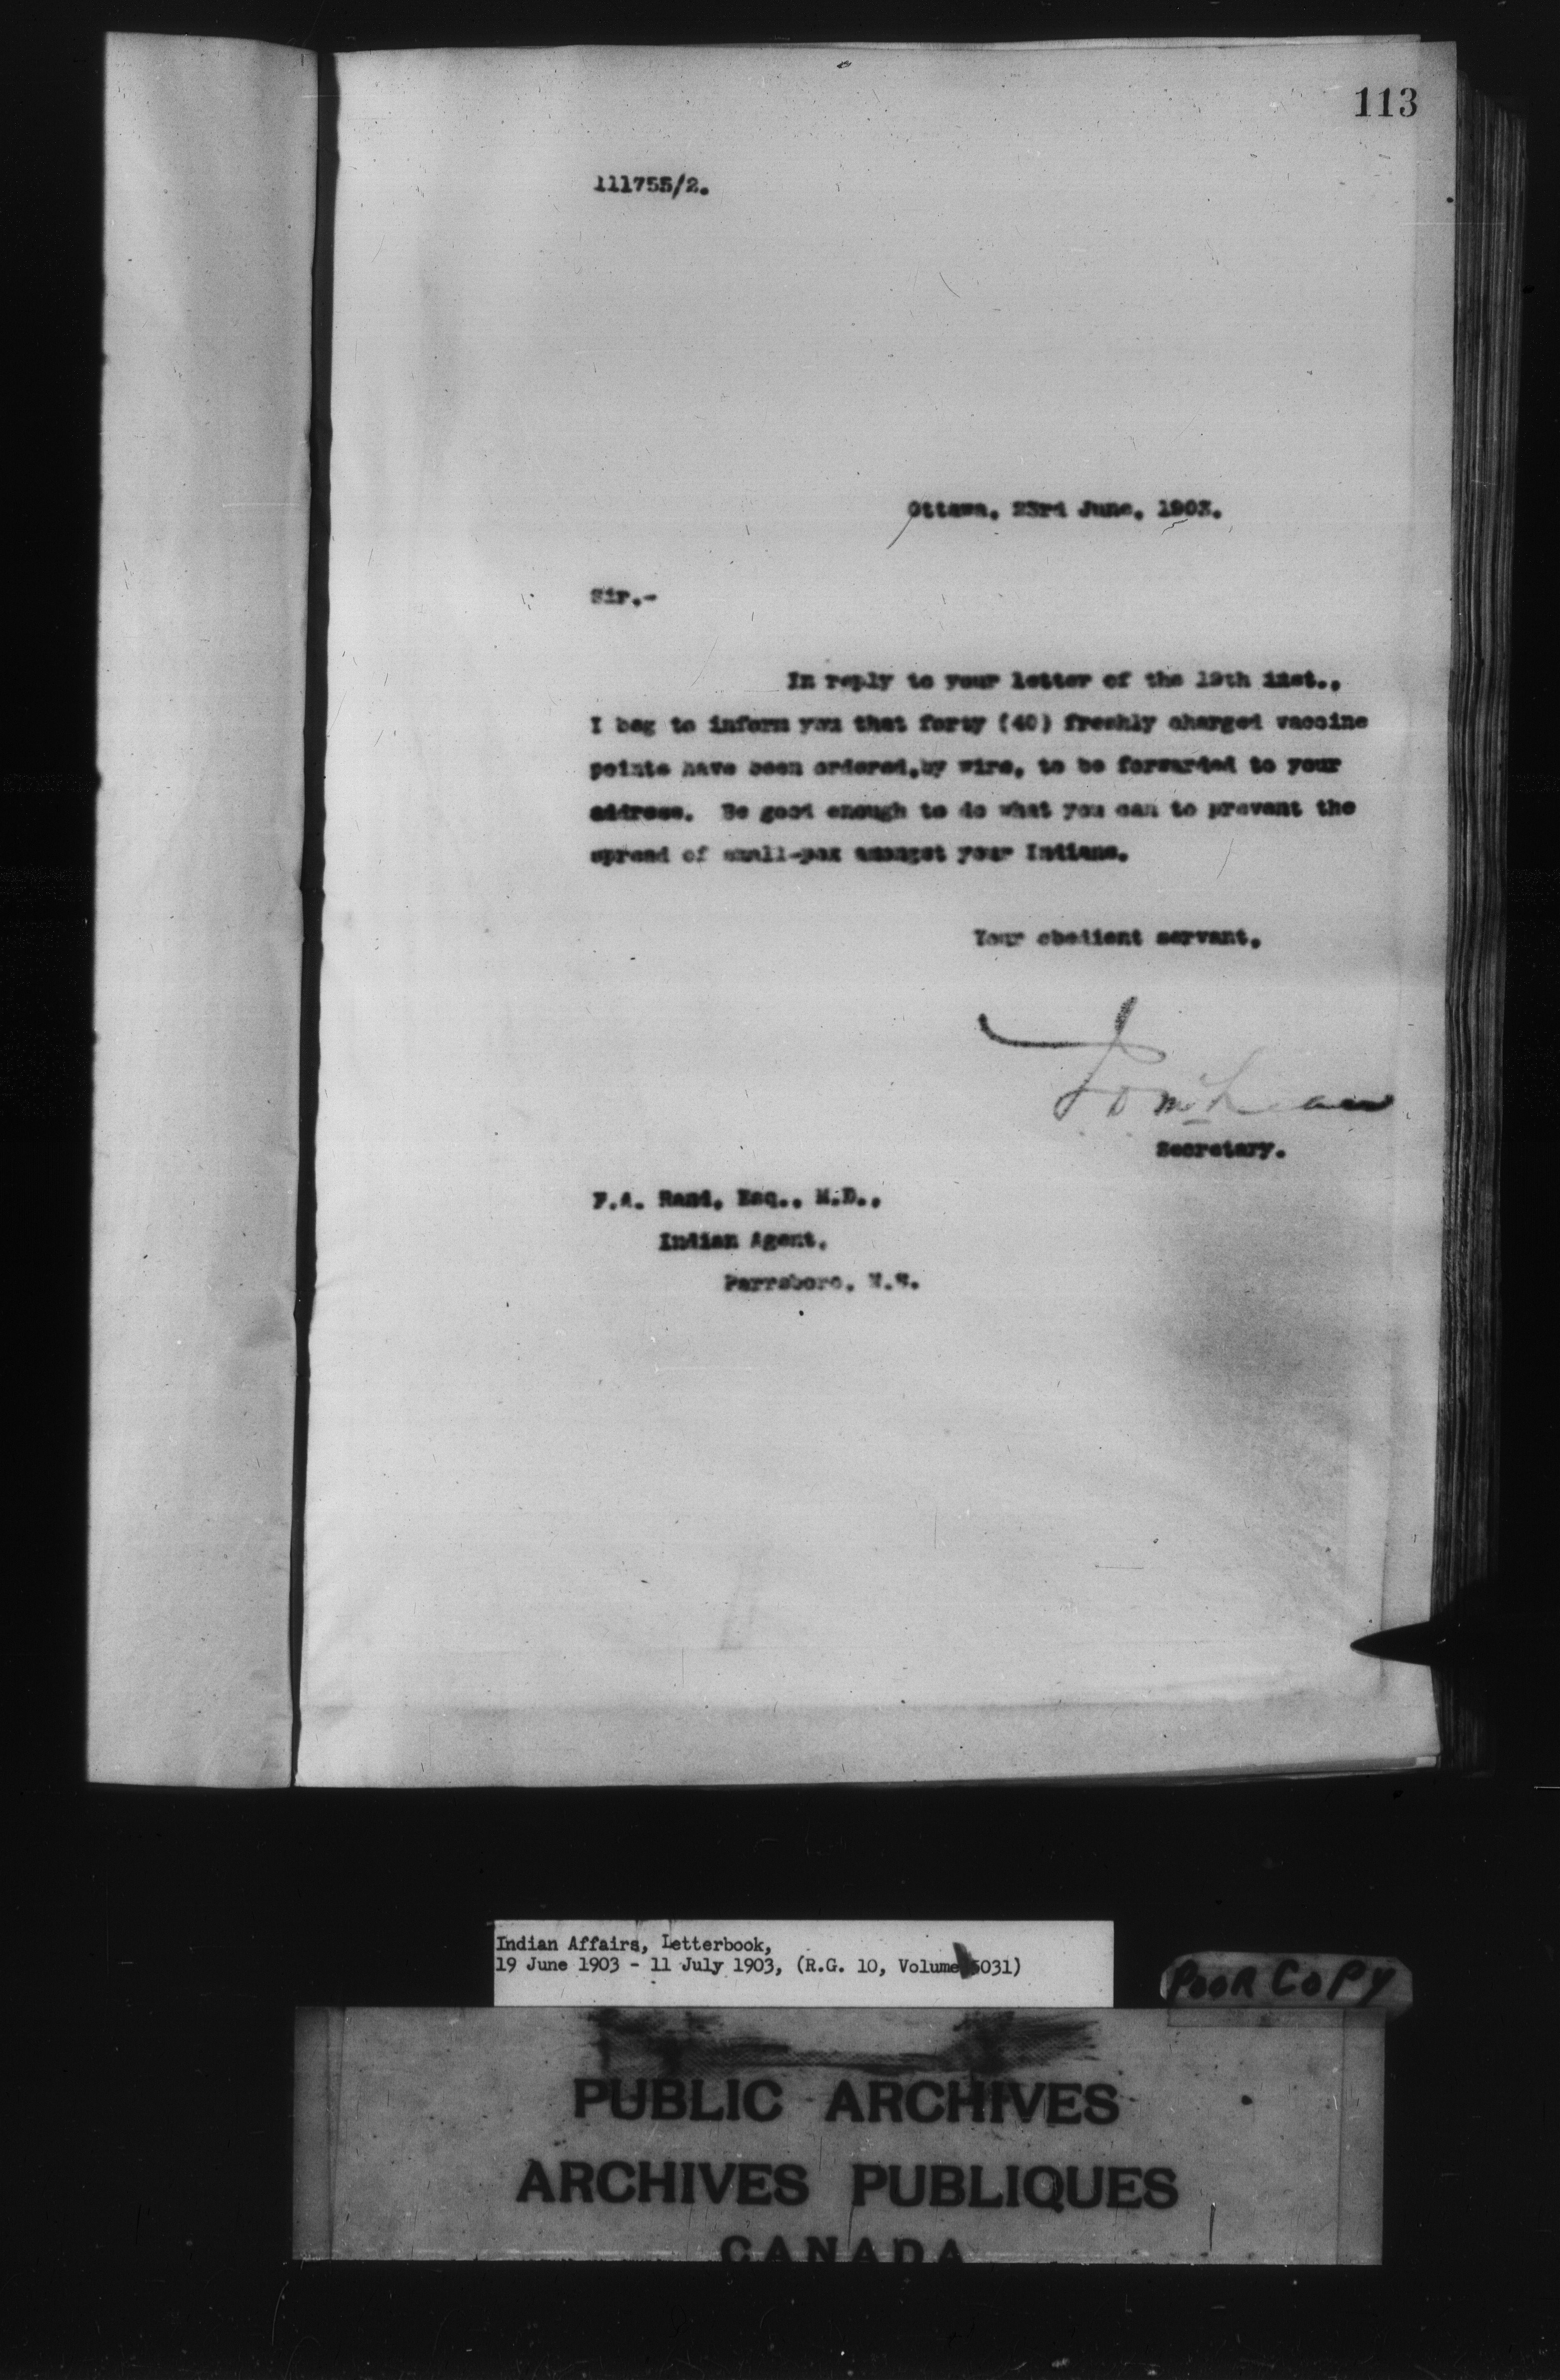 113
111755/2.
Ottawa, 23rd June, 1903.
Sir,-
In reply to your letter of the 19th inst.,
I beg to inform you that forty (40) freshly charged vaccine
points have been ordered, by wire, to be forwarded to your
address. Be good enough to do what you can to prevent the
spread of small-pox amongst your Indians.
Your obedient servant,
Secretary.
F.A. Rand, Esq., M.D.,
Indian Agent,
Parrsboro, N.S.
Indian Affairs, Letterbook,
19 June 1903 - 11 July 1903, (R.G. 10, Volume 5031)
POOR COPY
PUBLIC ARCHIVES
ARCHIVES PUBLIQUES
CANADA